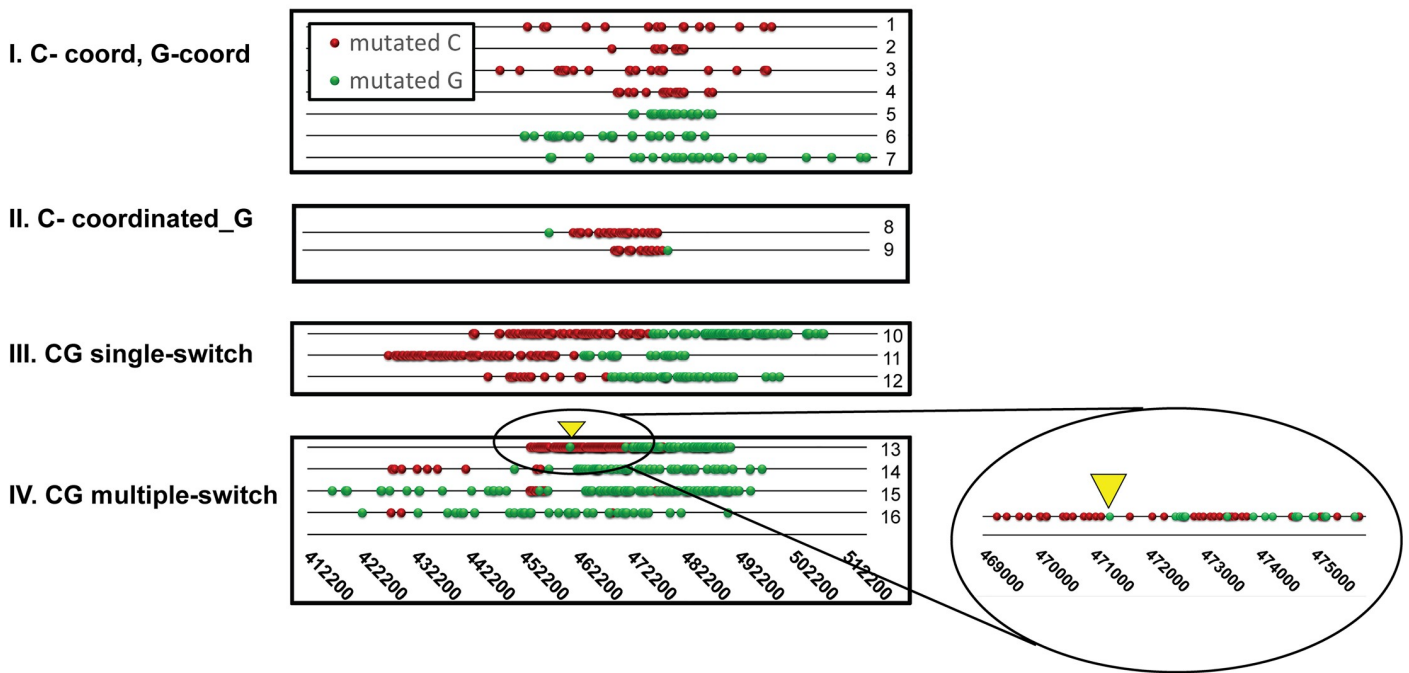 I. C- coord, G-coord
mutated C
mutated G
1
2
3
4
5
6
7
II. C- coordinated_G
8
9
III. CG single-switch
10
11
12
IV. CG multiple-switch
13
14
15
16
412200 422200 432200 442200 452200 462200 472200 482200 492200 502200 512200
469000 470000 471000 472000 473000 474000 475000